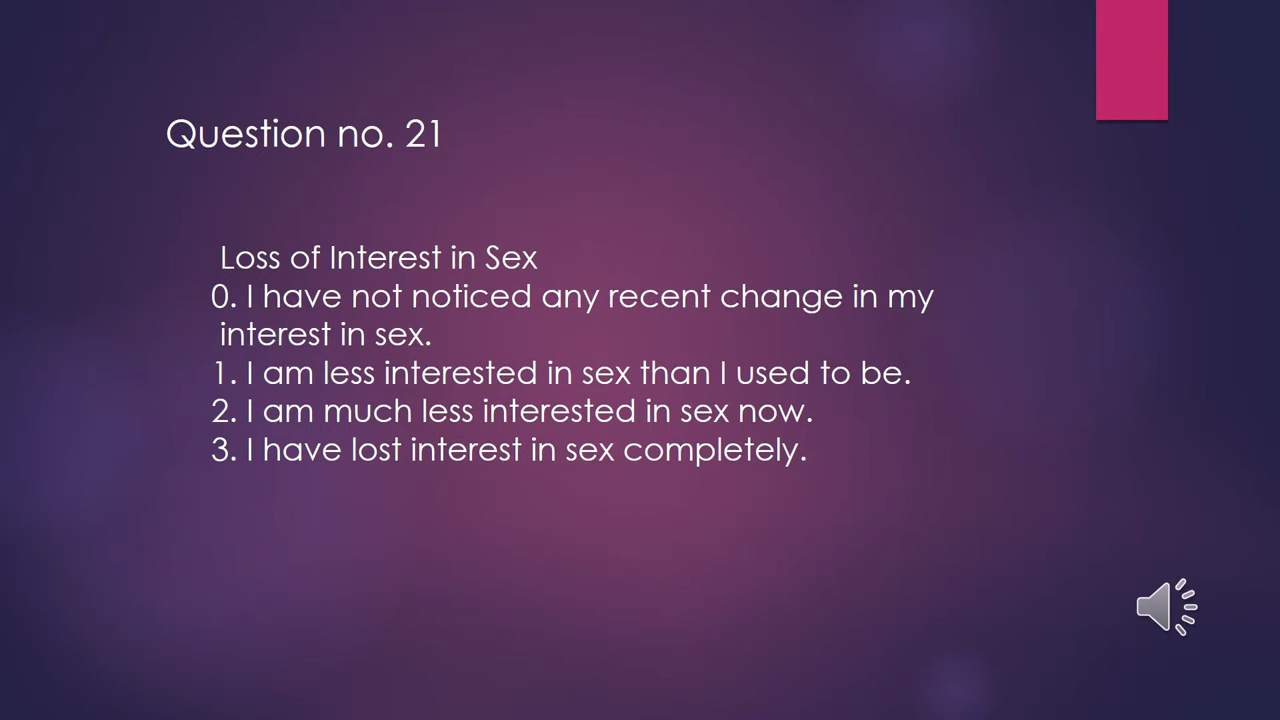 Question no. 21
Loss of Interest in Sex
0. I have not noticed any recent change in my
interest in sex.
1. I am less interested in sex than I used to be.
2. I am much less interested in sex now.
3. I have lost interest in sex completely.